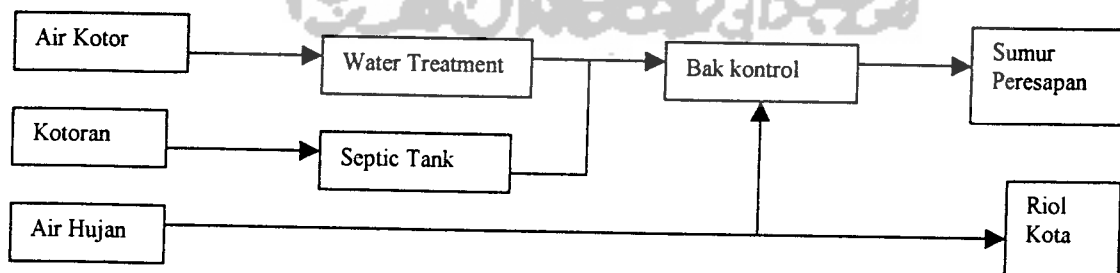 Air Kotor
Water Treatment
Bak kontrol
Sumur
Peresapan
Kotoran
Septic Tank
Air Hujan
Riol
Kota